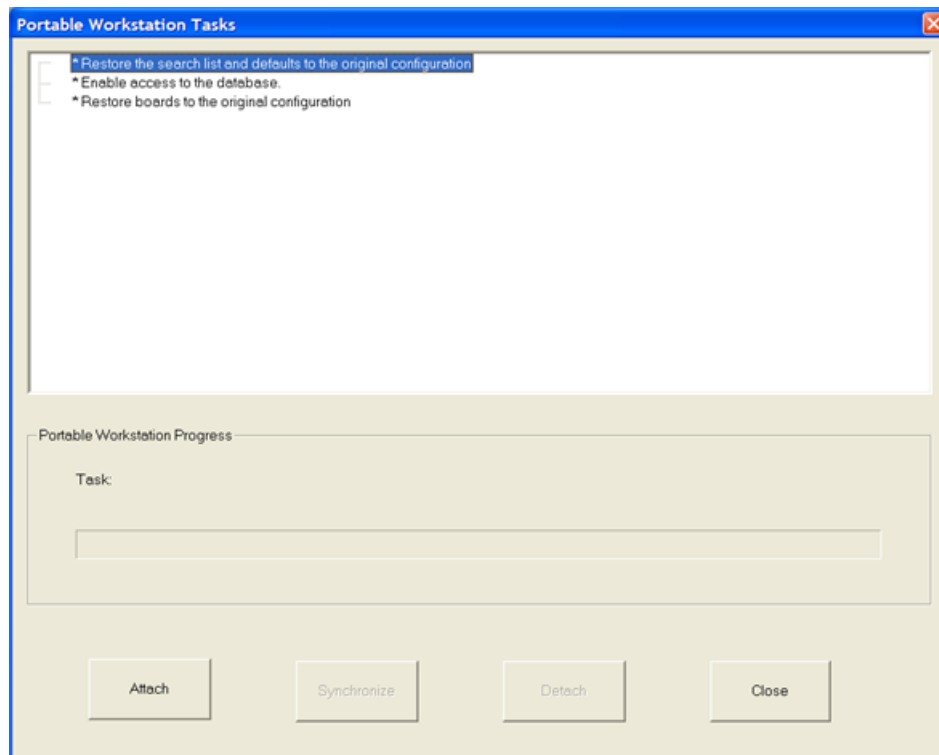 Portable Workstation Tasks
* Restore the search list and defaults to the original configuration
* Enable access to the database.
* Restore boards to the original configuration
Portable Workstation Progress
Task:
Attach
Synchronize
Detach
Close